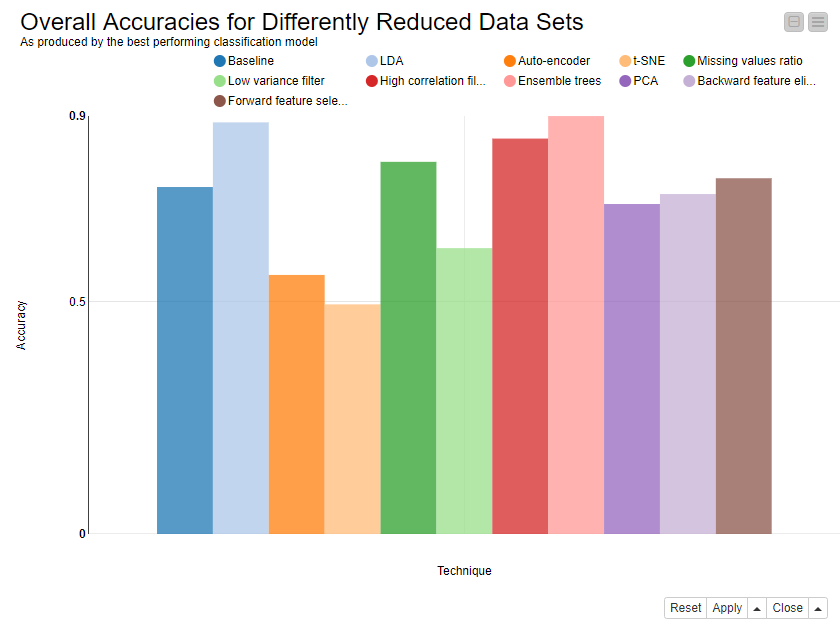 Overall Accuracies for Differently Reduced Data Sets
As produced by the best performing classification model
Baseline LDA Auto-encoder t-SNE Missing values ratio
Low variance filter High correlation fil... Ensemble trees PCA Backward feature eli...
Forward feature sele...
0.9
0.5
0
Accuracy
Technique
Reset Apply Close